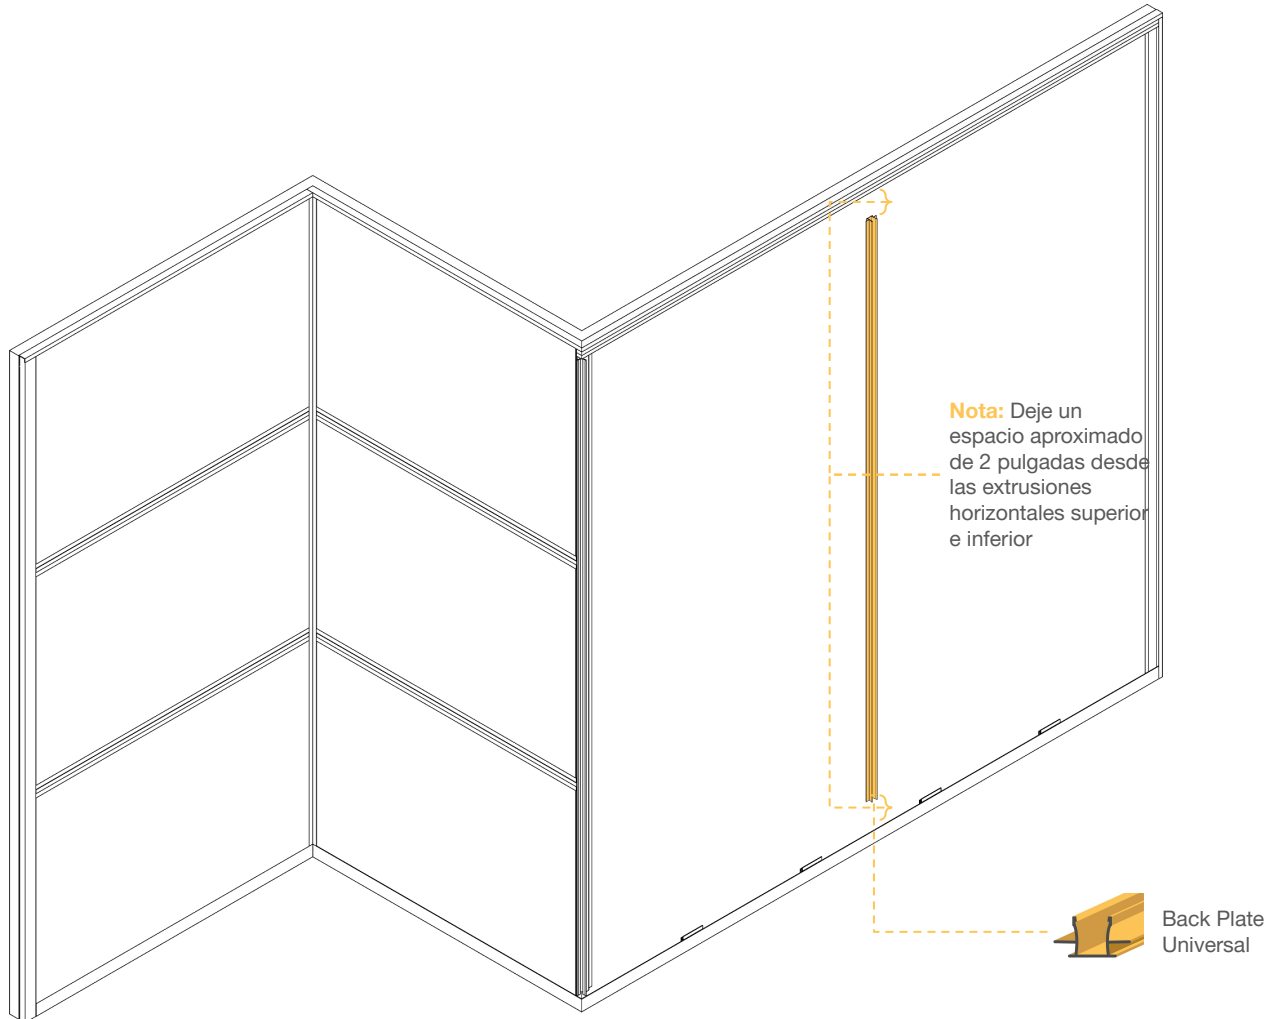 Nota: Deje un
espacio aproximado
de 2 pulgadas desde
las extrusiones
horizontales superior
e inferior
Back Plate
Universal